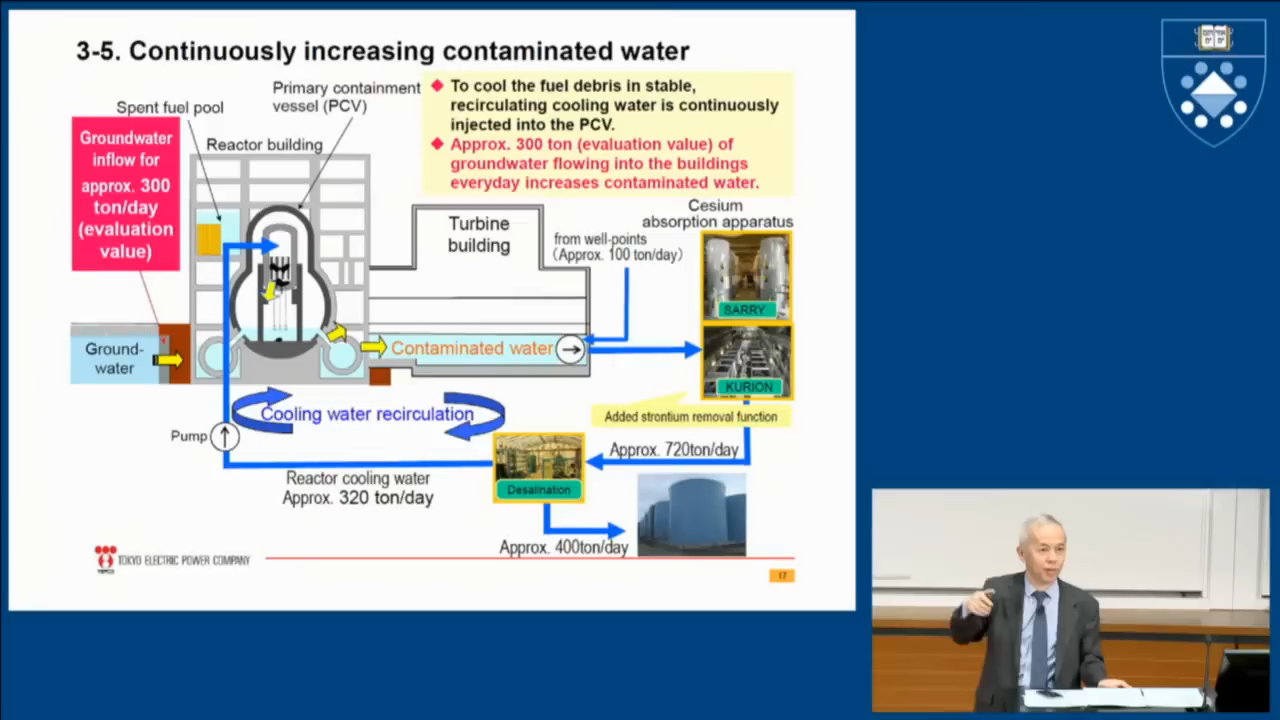 3-5. Continuously increasing contaminated water
Primary containment
vessel (PCV)
Spent fuel pool
Reactor building
Groundwater
inflow for
approx. 300
ton/day
(evaluation
value)
◆ To cool the fuel debris in stable,
recirculating cooling water is continuously
injected into the PCV.
◆ Approx. 300 ton (evaluation value) of
groundwater flowing into the buildings
everyday increases contaminated water.
Cesium
absorption apparatus
Turbine
building
from well-points
(Approx. 100 ton/day)
SARRY
Ground-
water
Contaminated water
KURION
Cooling water recirculation
Added strontium removal function
Pump
Approx. 720ton/day
Reactor cooling water
Approx. 320 ton/day
Desalination
Approx. 400ton/day
TEPCO
TOKYO ELECTRIC POWER COMPANY
17